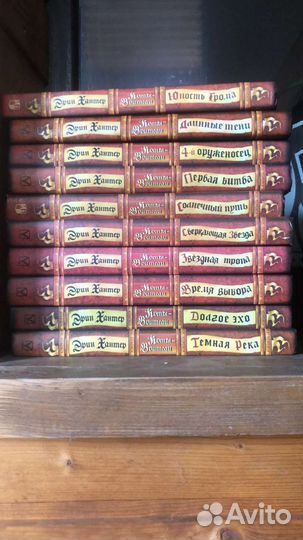 Эрин Хантер Коты-Воители Юность Грома
Эрин Хантер Коты-Воители Длинные тени
Эрин Хантер Коты-Воители 4-й оруженосец
Эрин Хантер Коты-Воители Первая битва
Эрин Хантер Коты-Воители Солнечный путь
Эрин Хантер Коты-Воители Сверкающая Звезда
Эрин Хантер Коты-Воители Звёздная тропа
Эрин Хантер Коты-Воители Время выбора
Эрин Хантер Коты-Воители Долгое эхо
Эрин Хантер Коты-Воители Темная Река
Avito